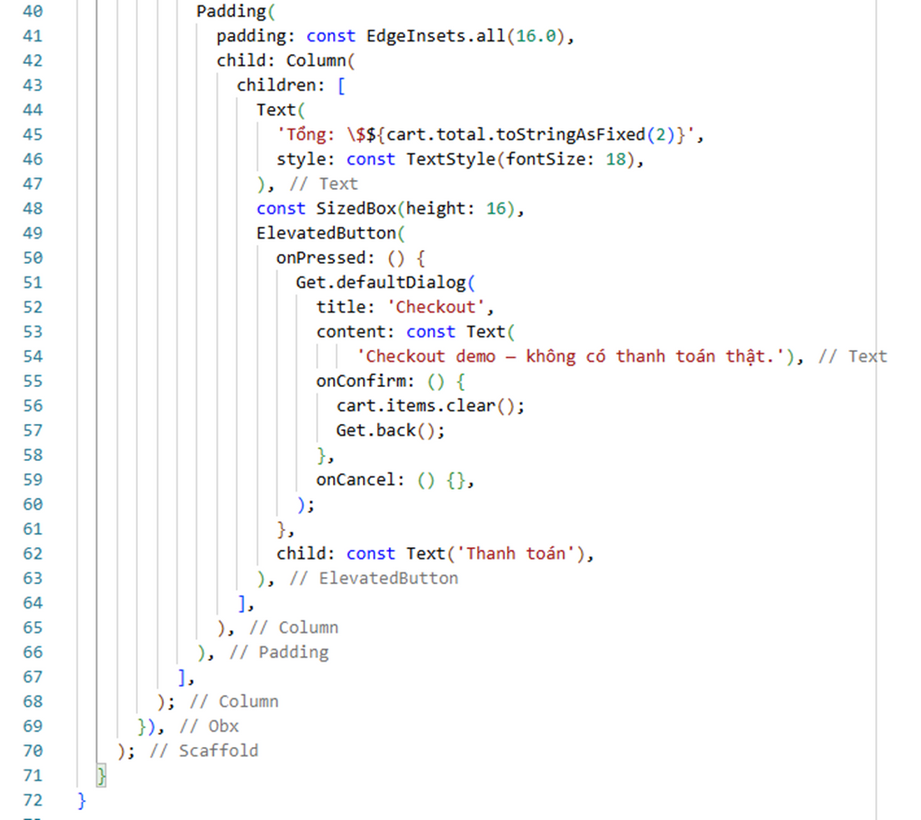 40 Padding(
41 padding: const EdgeInsets.all(16.0),
42 child: Column(
43 children: [
44 Text(
45 'Tổng: \$${cart.total.toStringAsFixed(2)}',
46 style: const TextStyle(fontSize: 18),
47 ), // Text
48 const SizedBox(height: 16),
49 ElevatedButton(
50 onPressed: () {
51 Get.defaultDialog(
52 title: 'Checkout',
53 content: const Text(
54 'Checkout demo — không có thanh toán thật.'), // Text
55 onConfirm: () {
56 cart.items.clear();
57 Get.back();
58 },
59 onCancel: () {},
60 );
61 },
62 child: const Text('Thanh toán'),
63 ), // ElevatedButton
64 ],
65 ), // Column
66 ), // Padding
67 ],
68 ); // Column
69 }), // Obx
70 ); // Scaffold
71 }
72 }